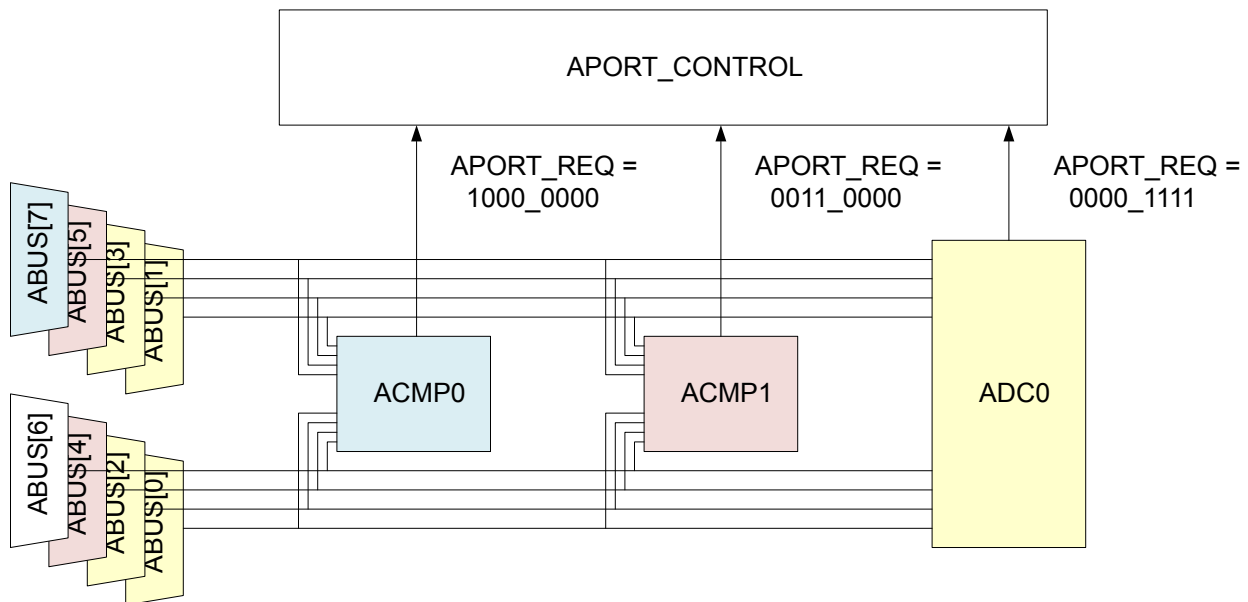 APORT_CONTROL
APORT_REQ =
1000_0000
APORT_REQ =
0011_0000
APORT_REQ =
0000_1111
ABUS[7]
ABUS[5]
ABUS[3]
ABUS[1]
ACMP0
ACMP1
ADC0
ABUS[6]
ABUS[4]
ABUS[2]
ABUS[0]